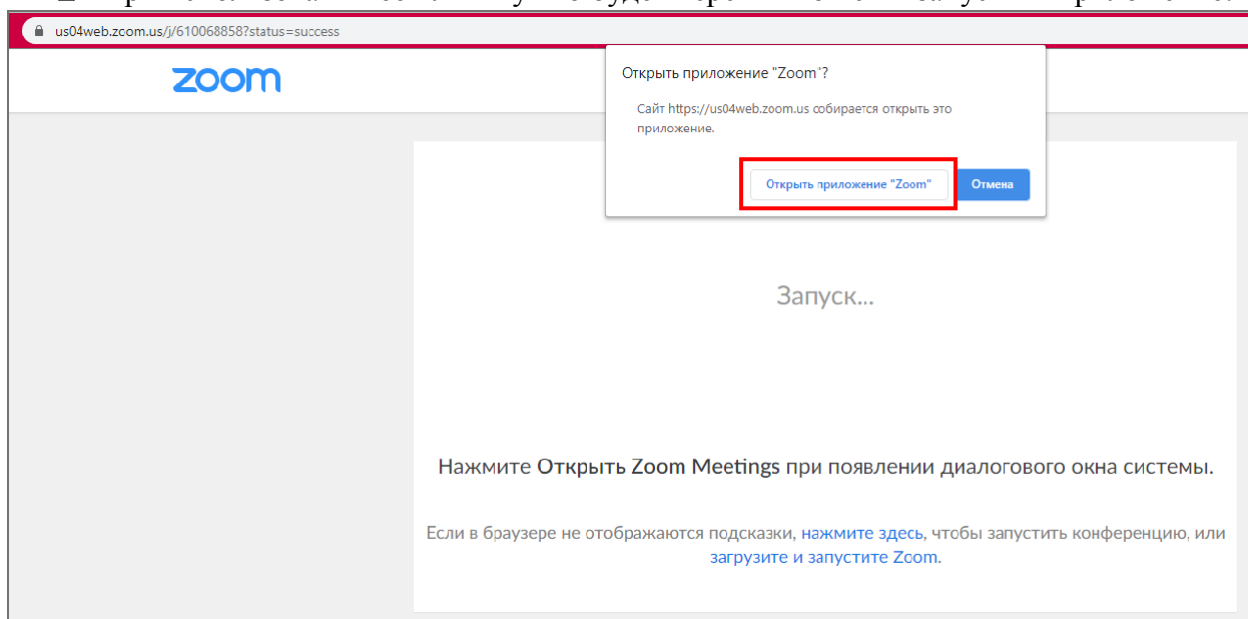 us04web.zoom.us/j/610068858?status=success
zoom
Открыть приложение "Zoom"?
Сайт https://us04web.zoom.us собирается открыть это
приложение.
Открыть приложение "Zoom"
Отмена
Запуск...
Нажмите Открыть Zoom Meetings при появлении диалогового окна системы.
Если в браузере не отображаются подсказки, нажмите здесь, чтобы запустить конференцию, или
загрузите и запустите Zoom.